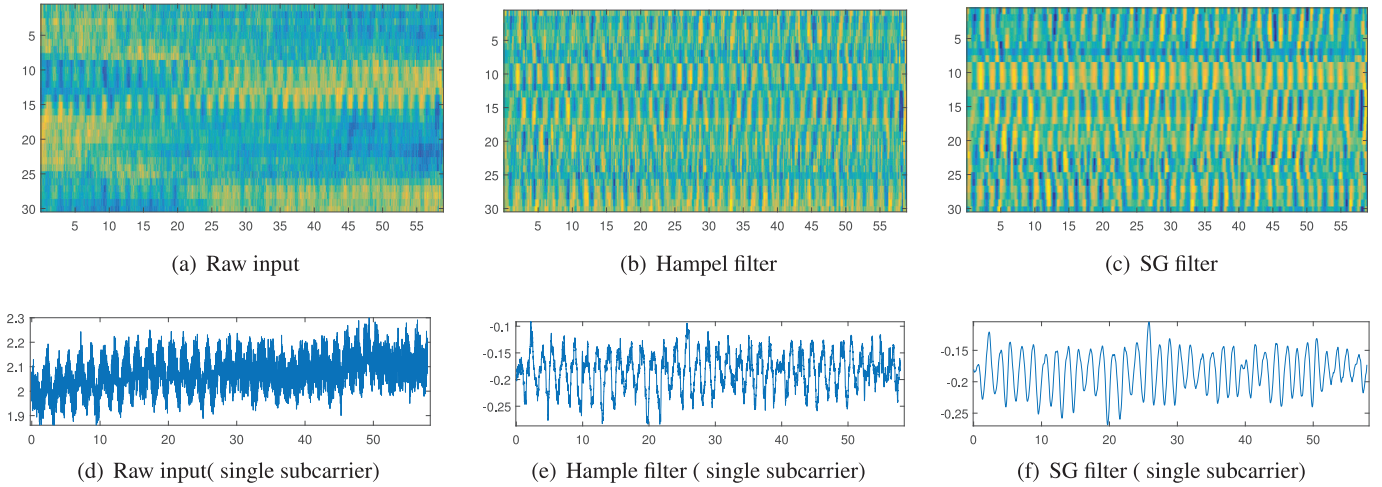 5
10
15
20
25
30
5 10 15 20 25 30 35 40 45 50 55
(a) Raw input
5
10
15
20
25
30
5 10 15 20 25 30 35 40 45 50 55
(b) Hampel filter
5
10
15
20
25
30
5 10 15 20 25 30 35 40 45 50 55
(c) SG filter
2.3
2.2
2.1
2
1.9
0 10 20 30 40 50
(d) Raw input( single subcarrier)
-0.1
-0.15
-0.2
-0.25
0 10 20 30 40 50
(e) Hample filter ( single subcarrier)
-0.15
-0.2
-0.25
0 10 20 30 40 50
(f) SG filter ( single subcarrier)